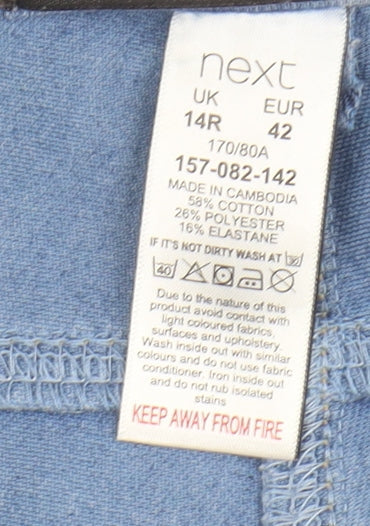 next
UK EUR
14R 42
170/80A
157-082-142
MADE IN CAMBODIA
58% COTTON
26% POLYESTER
16% ELASTANE
IF IT'S NOT DIRTY WASH AT 30
40
Due to the nature of this
product avoid contact with
light coloured fabrics,
surfaces and upholstery.
Wash inside out with similar
colours and do not use fabric
conditioner. Iron inside out
and do not rub isolated
stains
KEEP AWAY FROM FIRE